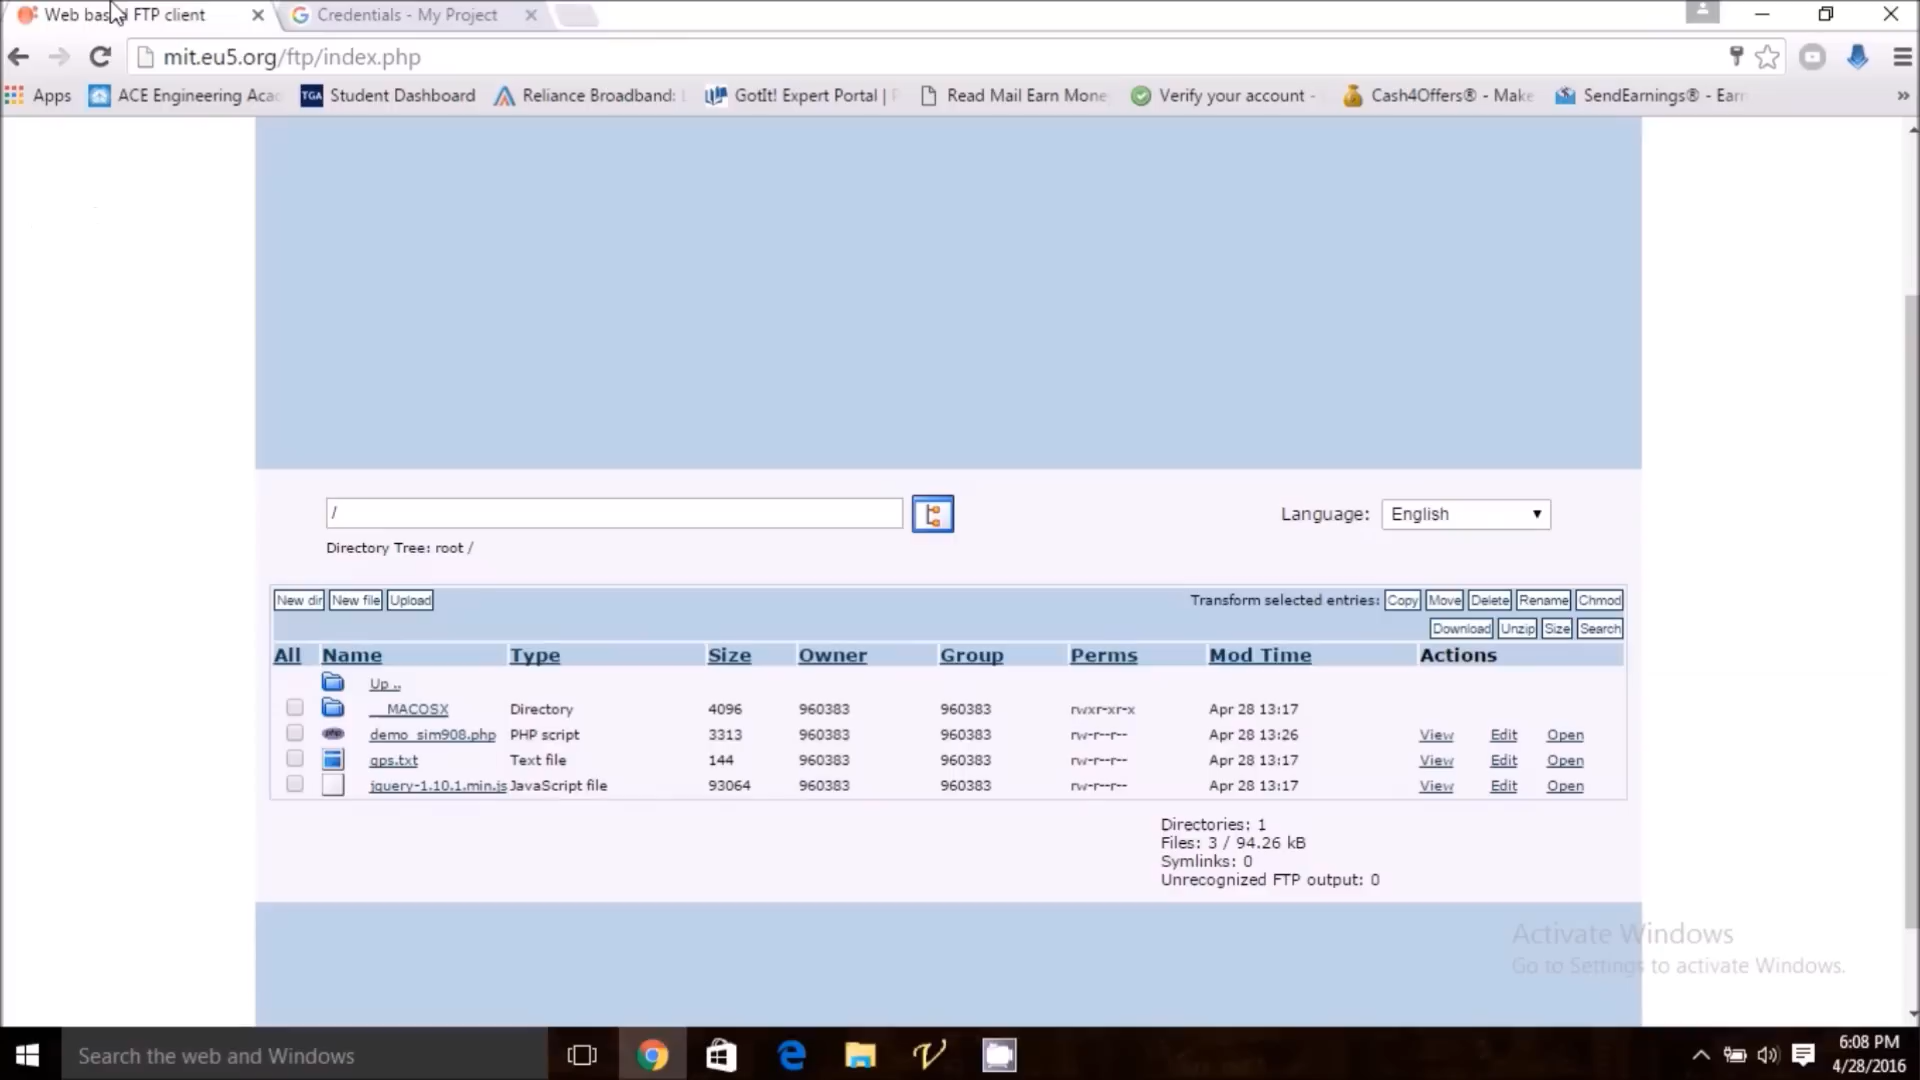 Web bas FTP client
Credentials - My Project
mit.eu5.org/ftp/index.php
Apps ACE Engineering Aca TGA Student Dashboard Reliance Broadband: GotIt! Expert Portal | Read Mail Earn Mone Verify your account - Cash4Offers® - Make SendEarnings® - Earn »
/
Language: English
Directory Tree: root /
New dir New file Upload Transform selected entries: Copy Move Delete Rename Chmod
Download Unzip Size Search
All Name Type Size Owner Group Perms Mod Time Actions
Up ..
__MACOSX Directory 4096 960383 960383 rwxr-xr-x Apr 28 13:17
demo_sim908.php PHP script 3313 960383 960383 rw-r--r-- Apr 28 13:26 View Edit Open
gps.txt Text file 144 960383 960383 rw-r--r-- Apr 28 13:17 View Edit Open
jquery-1.10.1.min.js JavaScript file 93064 960383 960383 rw-r--r-- Apr 28 13:17 View Edit Open
Directories: 1
Files: 3 / 94.26 kB
Symlinks: 0
Unrecognized FTP output: 0
Activate Windows
Go to Settings to activate Windows.
Search the web and Windows
6:08 PM
4/28/2016